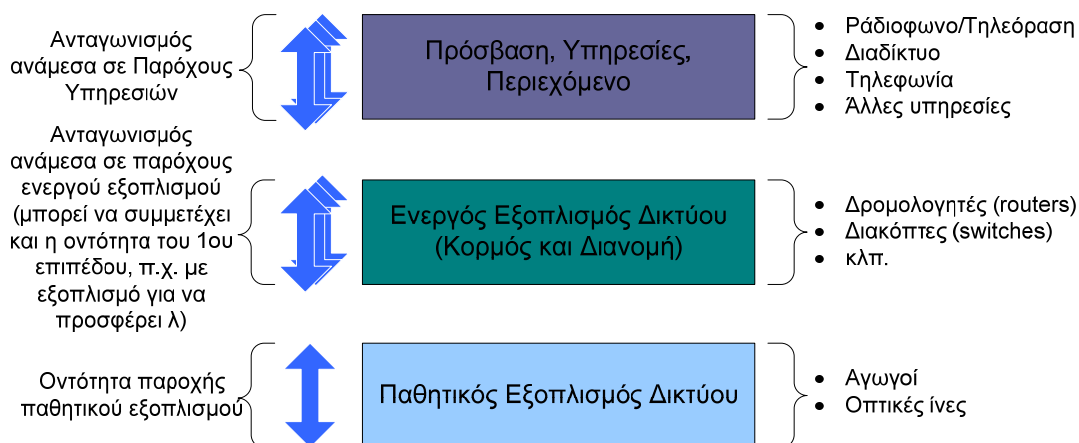 Ανταγωνισμός
ανάμεσα σε Παρόχους
Υπηρεσιών
Πρόσβαση, Υπηρεσίες,
Περιεχόμενο
• Ράδιοφωνο/Τηλεόραση
• Διαδίκτυο
• Τηλεφωνία
• Άλλες υπηρεσίες
Ανταγωνισμός
ανάμεσα σε παρόχους
ενεργού εξοπλισμού
(μπορεί να συμμετέχει
και η οντότητα του 1ου
επιπέδου, π.χ. με
εξοπλισμό για να
προσφέρει λ)
Ενεργός Εξοπλισμός Δικτύου
(Κορμός και Διανομή)
• Δρομολογητές (routers)
• Διακόπτες (switches)
• κλπ.
Οντότητα παροχής
παθητικού εξοπλισμού
Παθητικός Εξοπλισμός Δικτύου
• Αγωγοί
• Οπτικές ίνες